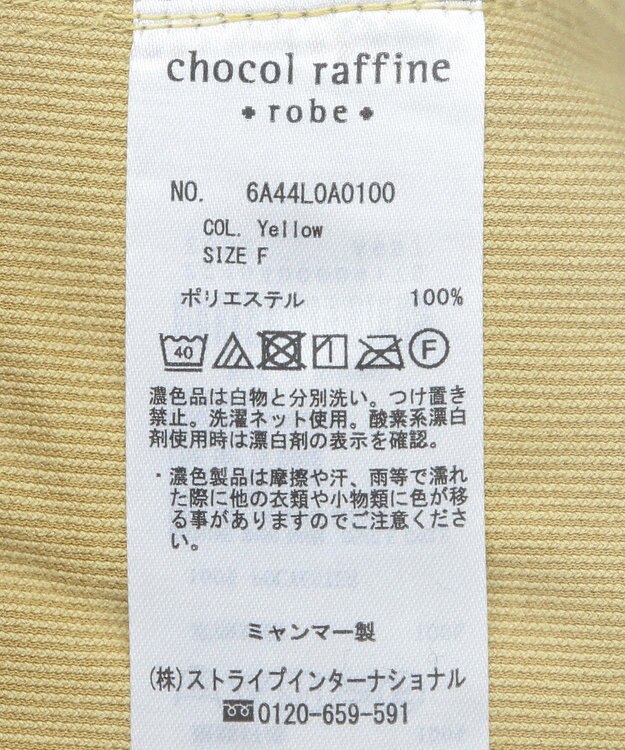 chocol raffine
• robe •
NO. 6A44L0A0100
COL. Yellow
SIZE F
ポリエステル 100%
40 F
濃色品は白物と分別洗い。つけ置き
禁止。洗濯ネット使用。酸素系漂白
剤使用時は漂白剤の表示を確認。
・濃色製品は摩擦や汗、雨等で濡れ
た際に他の衣類や小物類に色が移
る事がありますのでご注意くださ
い。
ミャンマー製
(株)ストライプインターナショナル
0120-659-591